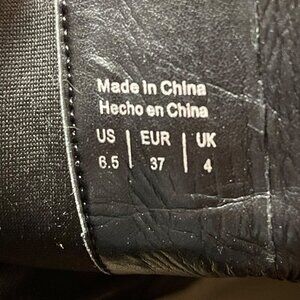 Made in China
Hecho en China
US | EUR | UK
6.5 | 37 | 4